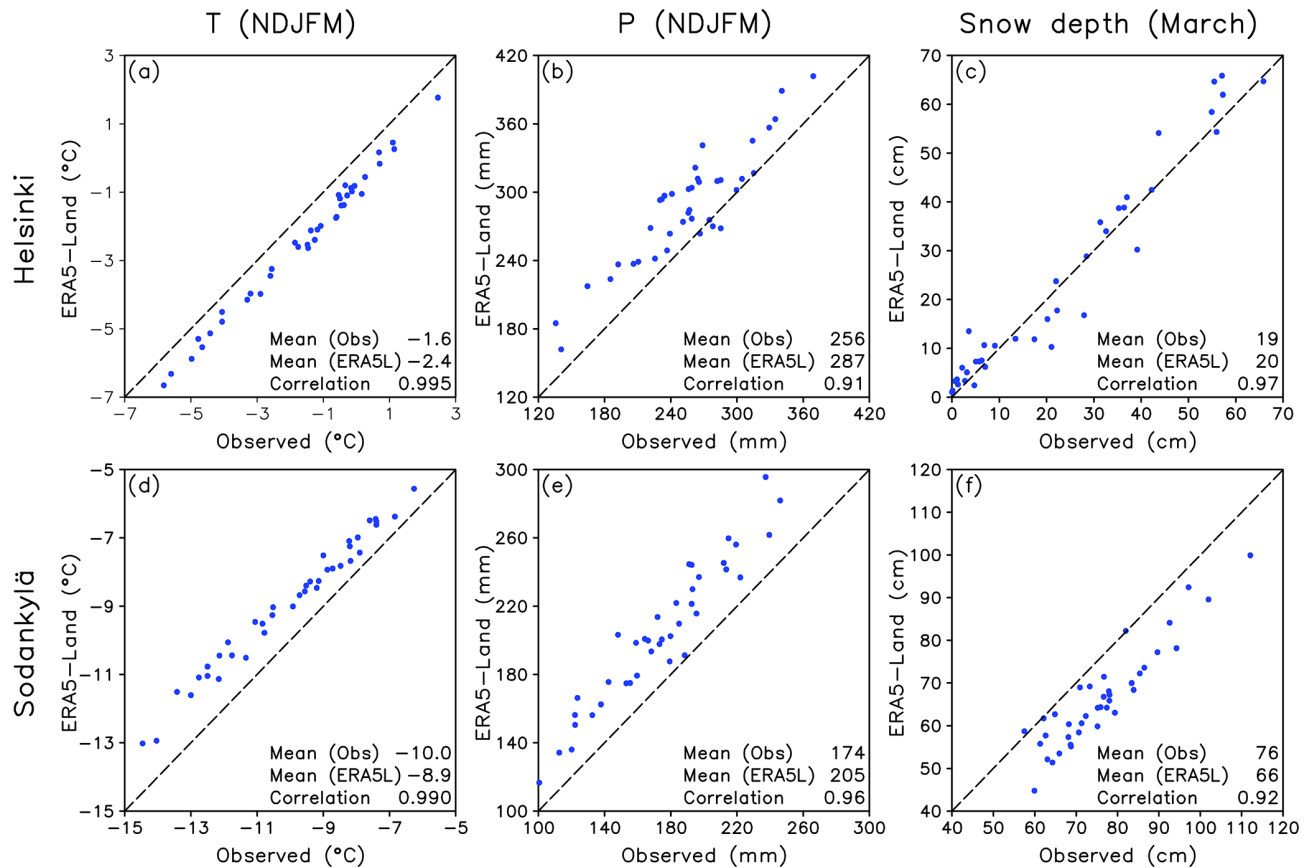 T (NDJFM)
P (NDJFM)
Snow depth (March)
Helsinki
(a)
ERA5–Land (°C)
3
1
−1
−3
−5
−7
Mean (Obs) −1.6
Mean (ERA5L) −2.4
Correlation 0.995
−7 −5 −3 −1 1 3
Observed (°C)
(b)
ERA5–Land (mm)
420
360
300
240
180
120
Mean (Obs) 256
Mean (ERA5L) 287
Correlation 0.91
120 180 240 300 360 420
Observed (mm)
(c)
ERA5–Land (cm)
70
60
50
40
30
20
10
0
Mean (Obs) 19
Mean (ERA5L) 20
Correlation 0.97
0 10 20 30 40 50 60 70
Observed (cm)
Sodankylä
(d)
ERA5–Land (°C)
−5
−7
−9
−11
−13
−15
Mean (Obs) −10.0
Mean (ERA5L) −8.9
Correlation 0.990
−15 −13 −11 −9 −7 −5
Observed (°C)
(e)
ERA5–Land (mm)
300
260
220
180
140
100
Mean (Obs) 174
Mean (ERA5L) 205
Correlation 0.96
100 140 180 220 260 300
Observed (mm)
(f)
ERA5–Land (cm)
120
110
100
90
80
70
60
50
40
Mean (Obs) 76
Mean (ERA5L) 66
Correlation 0.92
40 50 60 70 80 90 100 110 120
Observed (cm)